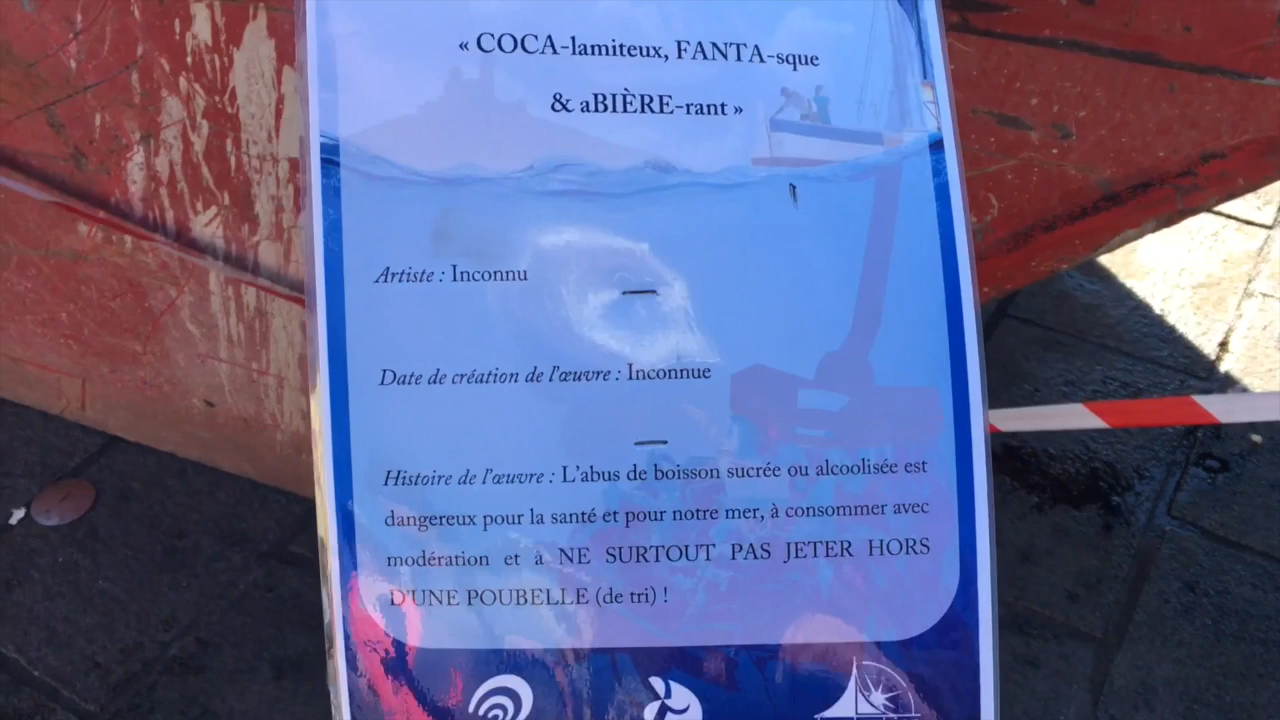 « COCA-lamiteux, FANTA-sque
& aBIÈRE-rant »
Artiste : Inconnu
Date de création de l'œuvre : Inconnue
Histoire de l'œuvre : L'abus de boisson sucrée ou alcoolisée est
dangereux pour la santé et pour notre mer, à consommer avec
modération et à NE SURTOUT PAS JETER HORS
D'UNE POUBELLE (de tri) !